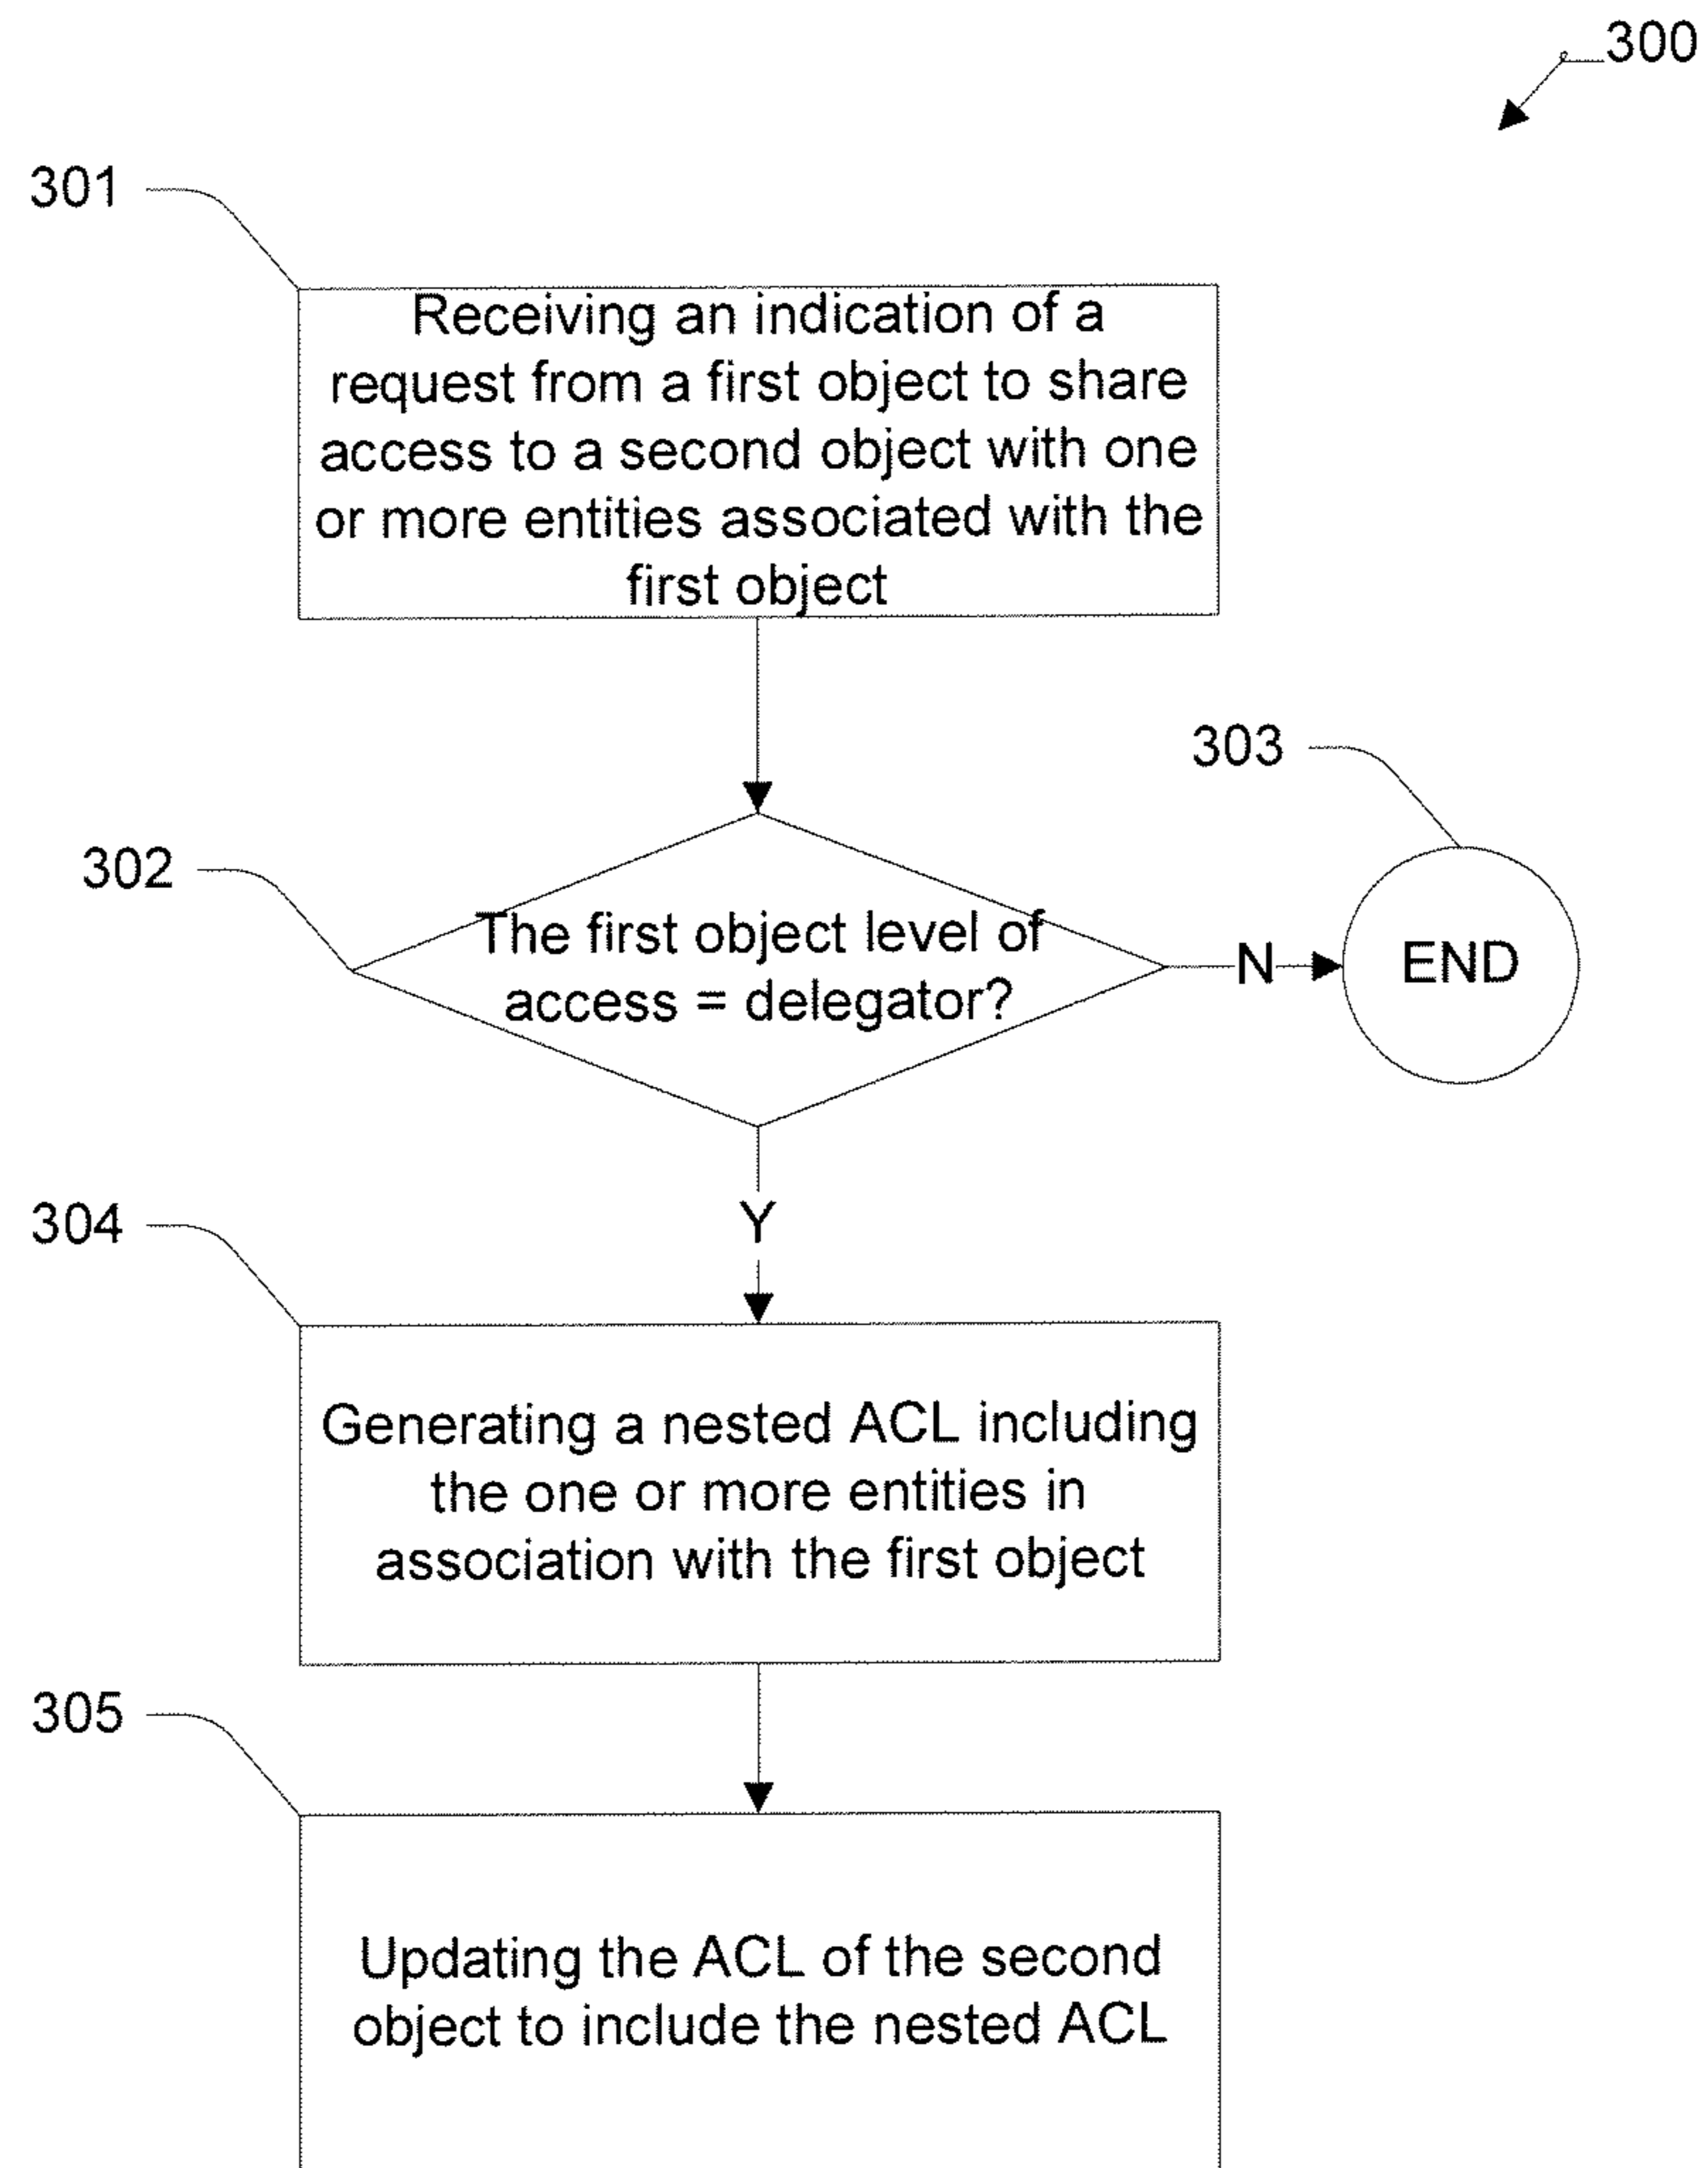 300
301
Receiving an indication of a
request from a first object to share
access to a second object with one
or more entities associated with the
first object
303
302
The first object level of
access = delegator?
N
END
Y
304
Generating a nested ACL including
the one or more entities in
association with the first object
305
Updating the ACL of the second
object to include the nested ACL